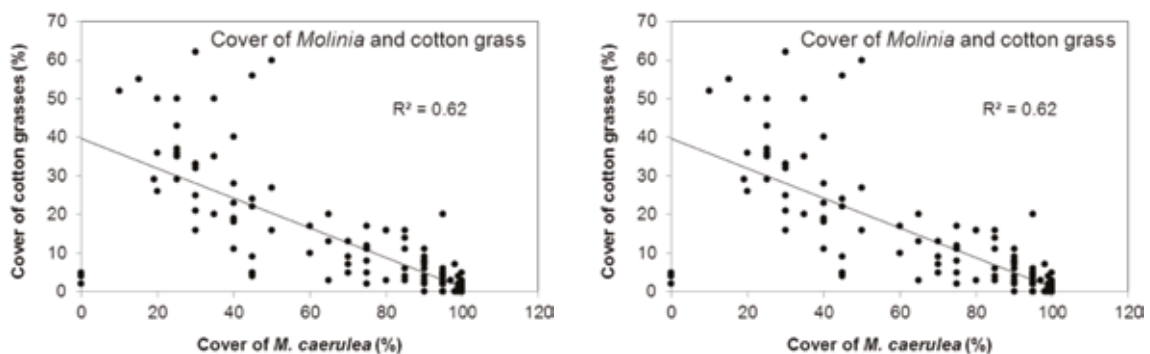 70
Cover of Molinia and cotton grass
60
50
R² = 0.62
40
30
20
10
0
0 20 40 60 80 100 120
Cover of cotton grasses (%)
Cover of M. caerulea (%)
70
Cover of Molinia and cotton grass
60
50
R² = 0.62
40
30
20
10
0
0 20 40 60 80 100 120
Cover of cotton grasses (%)
Cover of M. caerulea (%)